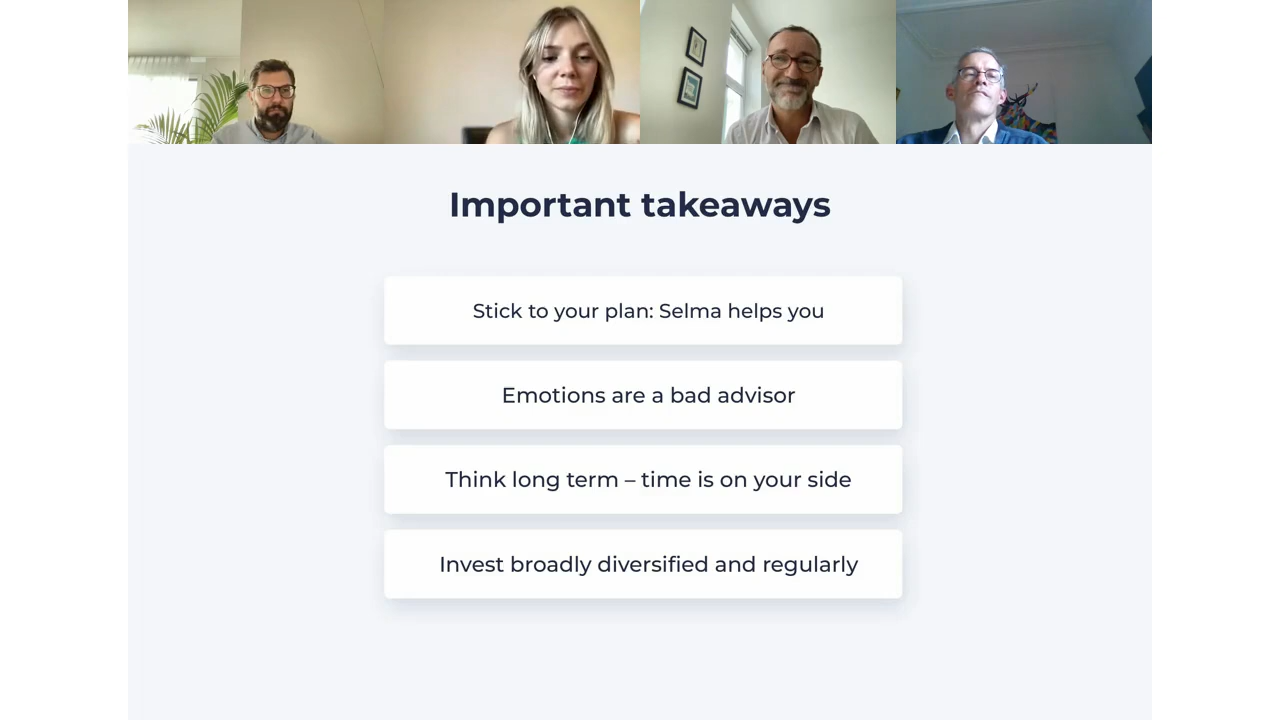 Important takeaways
Stick to your plan: Selma helps you
Emotions are a bad advisor
Think long term – time is on your side
Invest broadly diversified and regularly